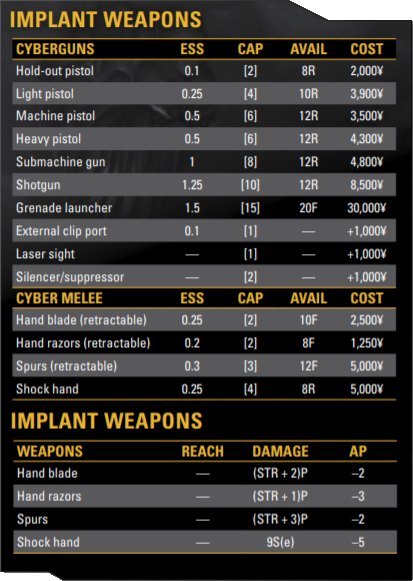 IMPLANT WEAPONS
CYBERGUNS ESS CAP AVAIL COST
Hold-out pistol 0.1 [2] 8R 2,000¥
Light pistol 0.25 [4] 10R 3,900¥
Machine pistol 0.5 [6] 12R 3,500¥
Heavy pistol 0.5 [6] 12R 4,300¥
Submachine gun 1 [8] 12R 4,800¥
Shotgun 1.25 [10] 12R 8,500¥
Grenade launcher 1.5 [15] 20F 30,000¥
External clip port 0.1 [1] — +1,000¥
Laser sight — [1] — +1,000¥
Silencer/suppressor — [2] — +1,000¥
CYBER MELEE ESS CAP AVAIL COST
Hand blade (retractable) 0.25 [2] 10F 2,500¥
Hand razors (retractable) 0.2 [2] 8F 1,250¥
Spurs (retractable) 0.3 [3] 12F 5,000¥
Shock hand 0.25 [4] 8R 5,000¥
IMPLANT WEAPONS
WEAPONS REACH DAMAGE AP
Hand blade — (STR + 2)P –2
Hand razors — (STR + 1)P –3
Spurs — (STR + 3)P –2
Shock hand — 9S(e) –5